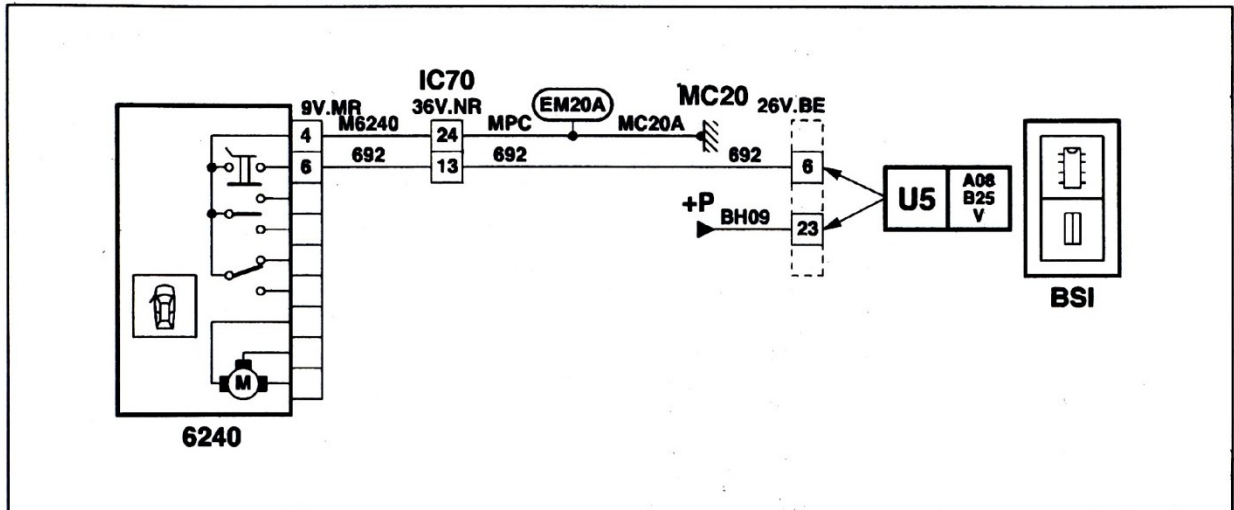 IC70
MC20
9V.MR
36V.NR
EM20A
26V.BE
4
M6240
24
MPC
MC20A
6
692
13
692
692
6
U5
A08
B25
V
+P
BH09
23
BSI
M
6240